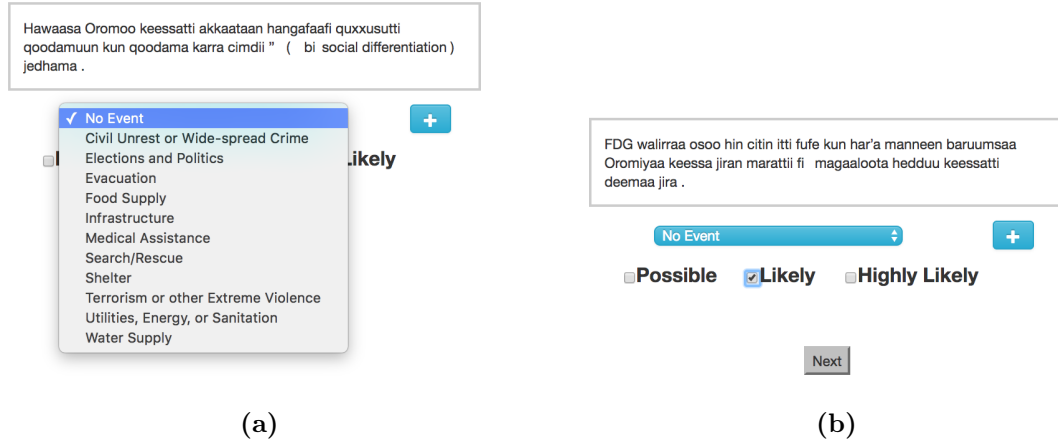 Hawaasa Oromoo keessatti akkaataan hangafaafi quxxusutti
qoodamuun kun qoodama karra cimdii ” ( bi social differentiation )
jedhama .
✓ No Event
Civil Unrest or Wide-spread Crime
Elections and Politics
Evacuation
Food Supply
Infrastructure
Medical Assistance
Search/Rescue
Shelter
Terrorism or other Extreme Violence
Utilities, Energy, or Sanitation
Water Supply
+
(a)
FDG walirraa osoo hin citin itti fufe kun har’a manneen baruumsaa
Oromiyaa keessa jiran marattii fi magaaloota hedduu keessatti
deemaa jira .
No Event
+
Possible Likely Highly Likely
Next
(b)